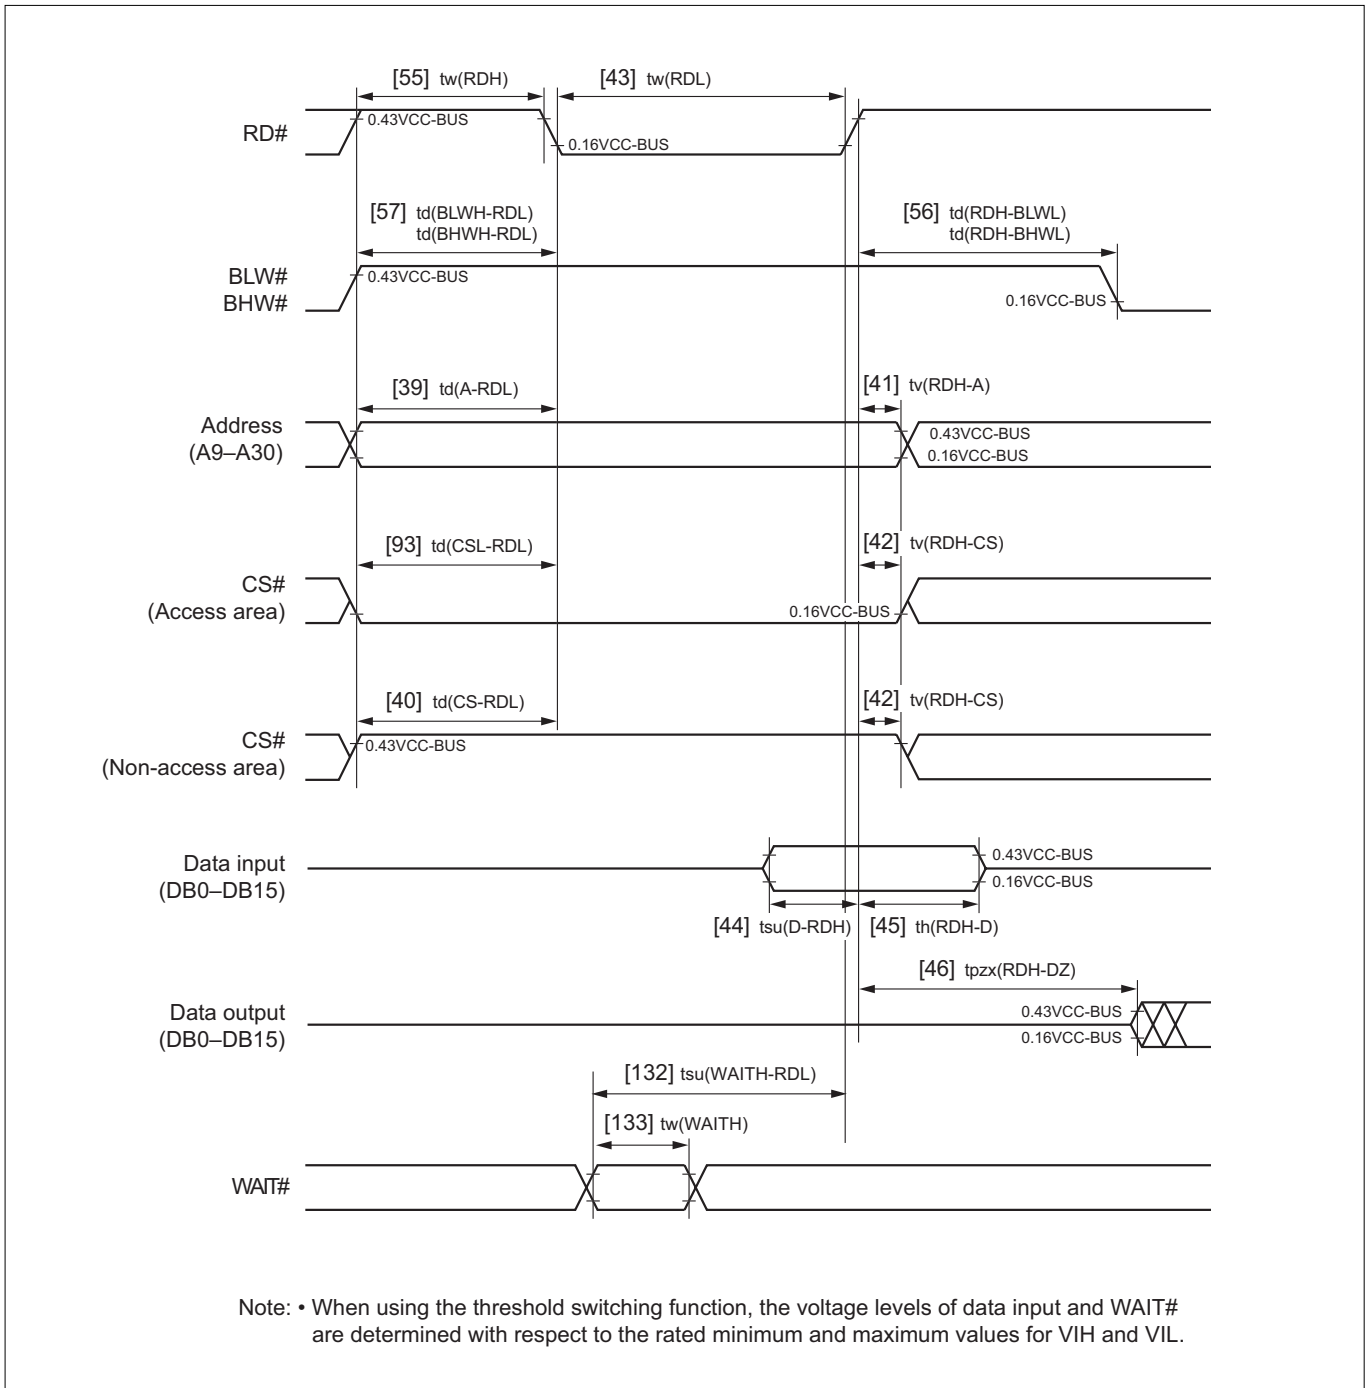 [55] tw(RDH)
[43] tw(RDL)
RD#
0.43VCC-BUS
0.16VCC-BUS
[57] td(BLWH-RDL)
td(BHWH-RDL)
[56] td(RDH-BLWL)
td(RDH-BHWL)
BLW#
BHW#
0.43VCC-BUS
0.16VCC-BUS
[39] td(A-RDL)
[41] tv(RDH-A)
Address
(A9–A30)
0.43VCC-BUS
0.16VCC-BUS
[93] td(CSL-RDL)
[42] tv(RDH-CS)
CS#
(Access area)
0.16VCC-BUS
[40] td(CS-RDL)
[42] tv(RDH-CS)
CS#
(Non-access area)
0.43VCC-BUS
Data input
(DB0–DB15)
0.43VCC-BUS
0.16VCC-BUS
[44] tsu(D-RDH)
[45] th(RDH-D)
[46] tpzx(RDH-DZ)
Data output
(DB0–DB15)
0.43VCC-BUS
0.16VCC-BUS
[132] tsu(WAITH-RDL)
[133] tw(WAITH)
WAIT#
Note: • When using the threshold switching function, the voltage levels of data input and WAIT#
are determined with respect to the rated minimum and maximum values for VIH and VIL.